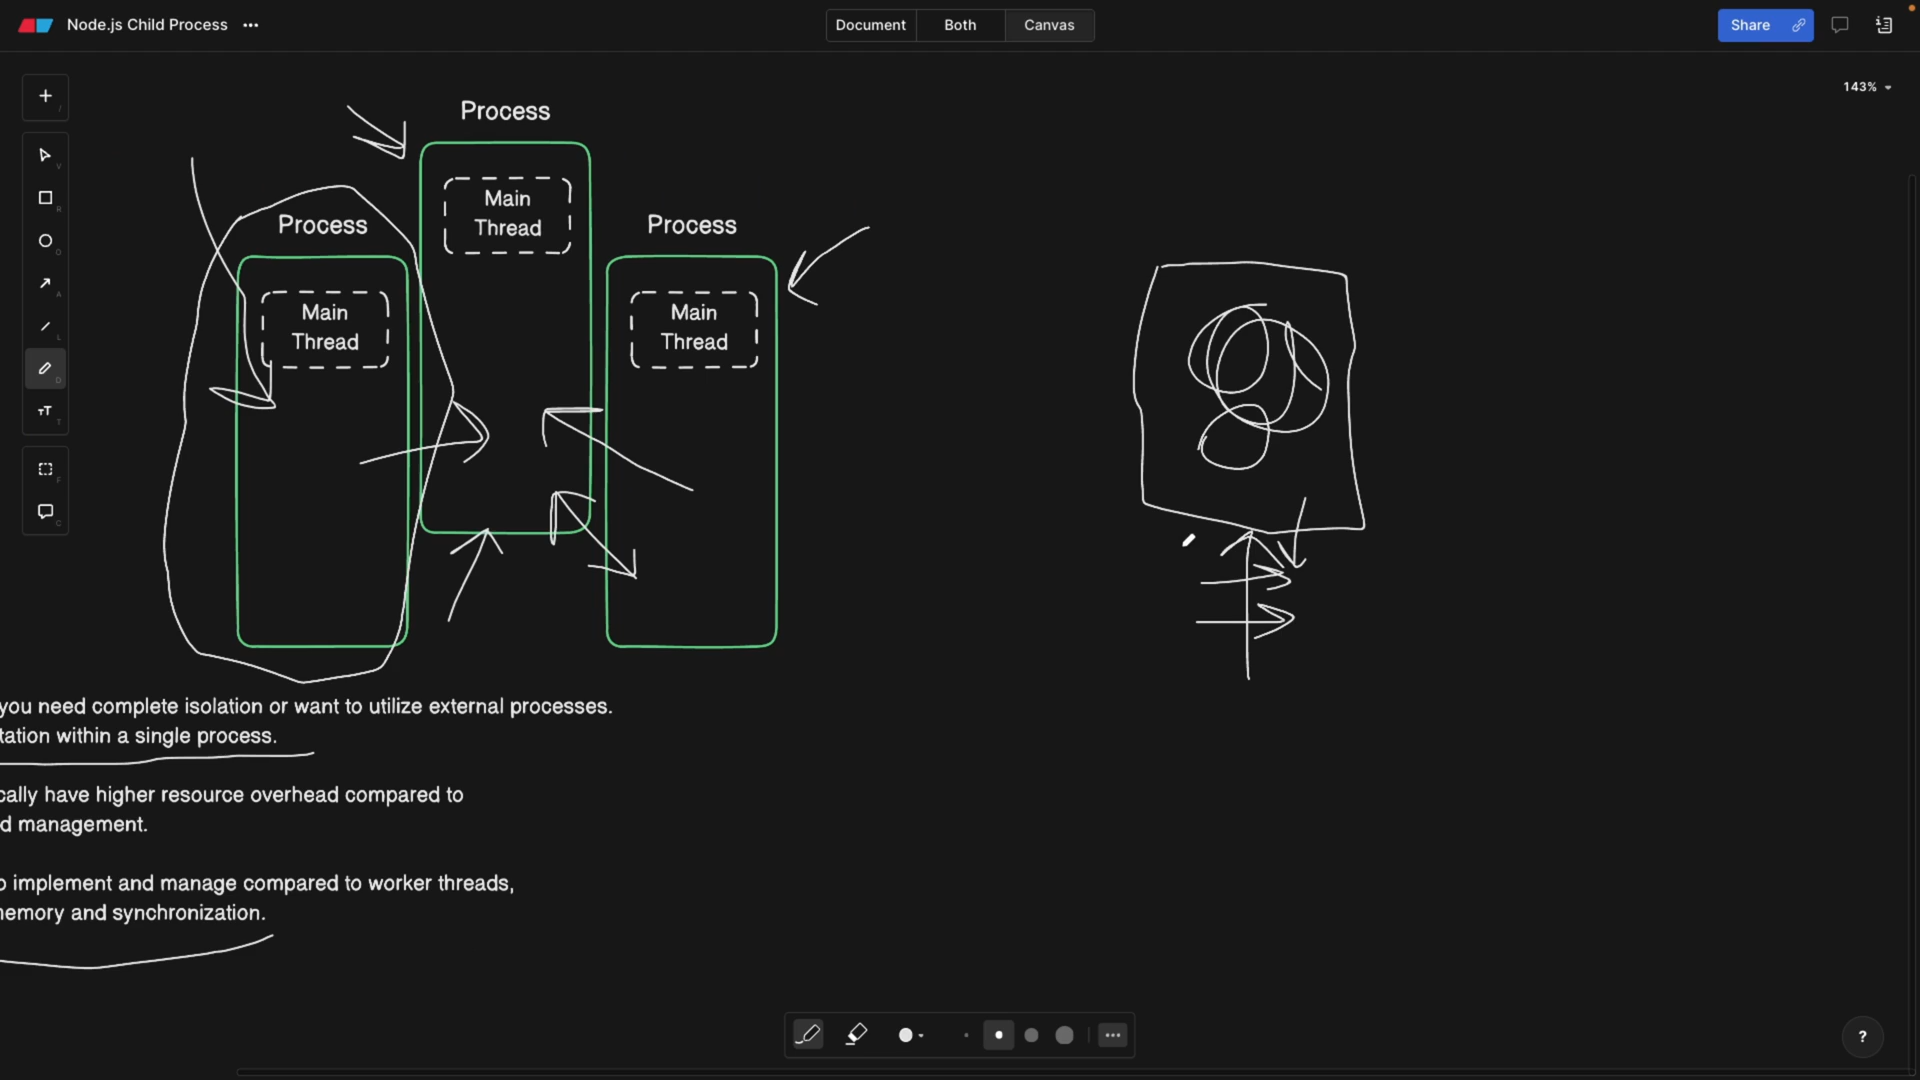 Node.js Child Process
Document
Both
Canvas
Share
143%
Process
Main
Thread
Process
Process
Main
Thread
Main
Thread
you need complete isolation or want to utilize external processes.
tation within a single process.
cally have higher resource overhead compared to
d management.
o implement and manage compared to worker threads,
nemory and synchronization.
V
R
O
A
L
D
T
F
C
?